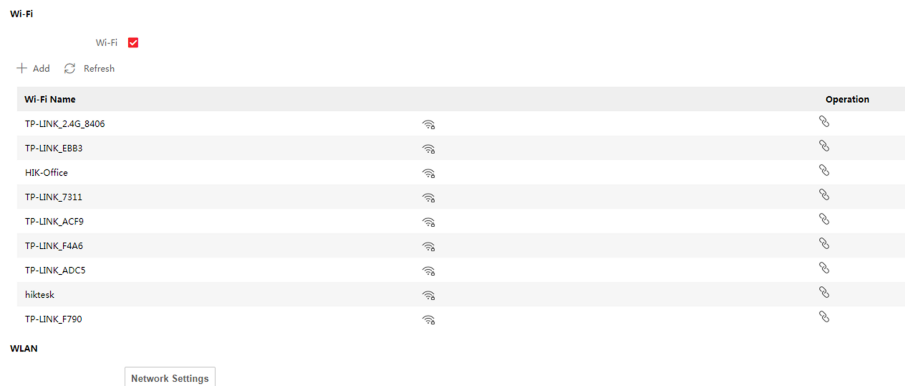 Wi-Fi
Wi-Fi
Add Refresh
Wi-Fi Name Operation
TP-LINK_2.4G_8406
TP-LINK_EBB3
HIK-Office
TP-LINK_7311
TP-LINK_ACF9
TP-LINK_F4A6
TP-LINK_ADC5
hiktesk
TP-LINK_F790
WLAN
Network Settings